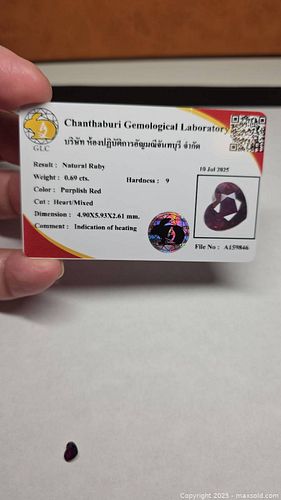 Chanthaburi Gemological Laboratory
บริษัท ห้องปฏิบัติการอัญมณีจันทบุรี จำกัด
GLC
Result : Natural Ruby
10 Jul 2025
Weight : 0.69 cts.
Hardness : 9
Color : Purplish Red
Cut : Heart/Mixed
Dimension : 4.90X5.93X2.61 mm.
Comment : Indication of heating
File No : A159846
Copyright 2025 - maxsold.com